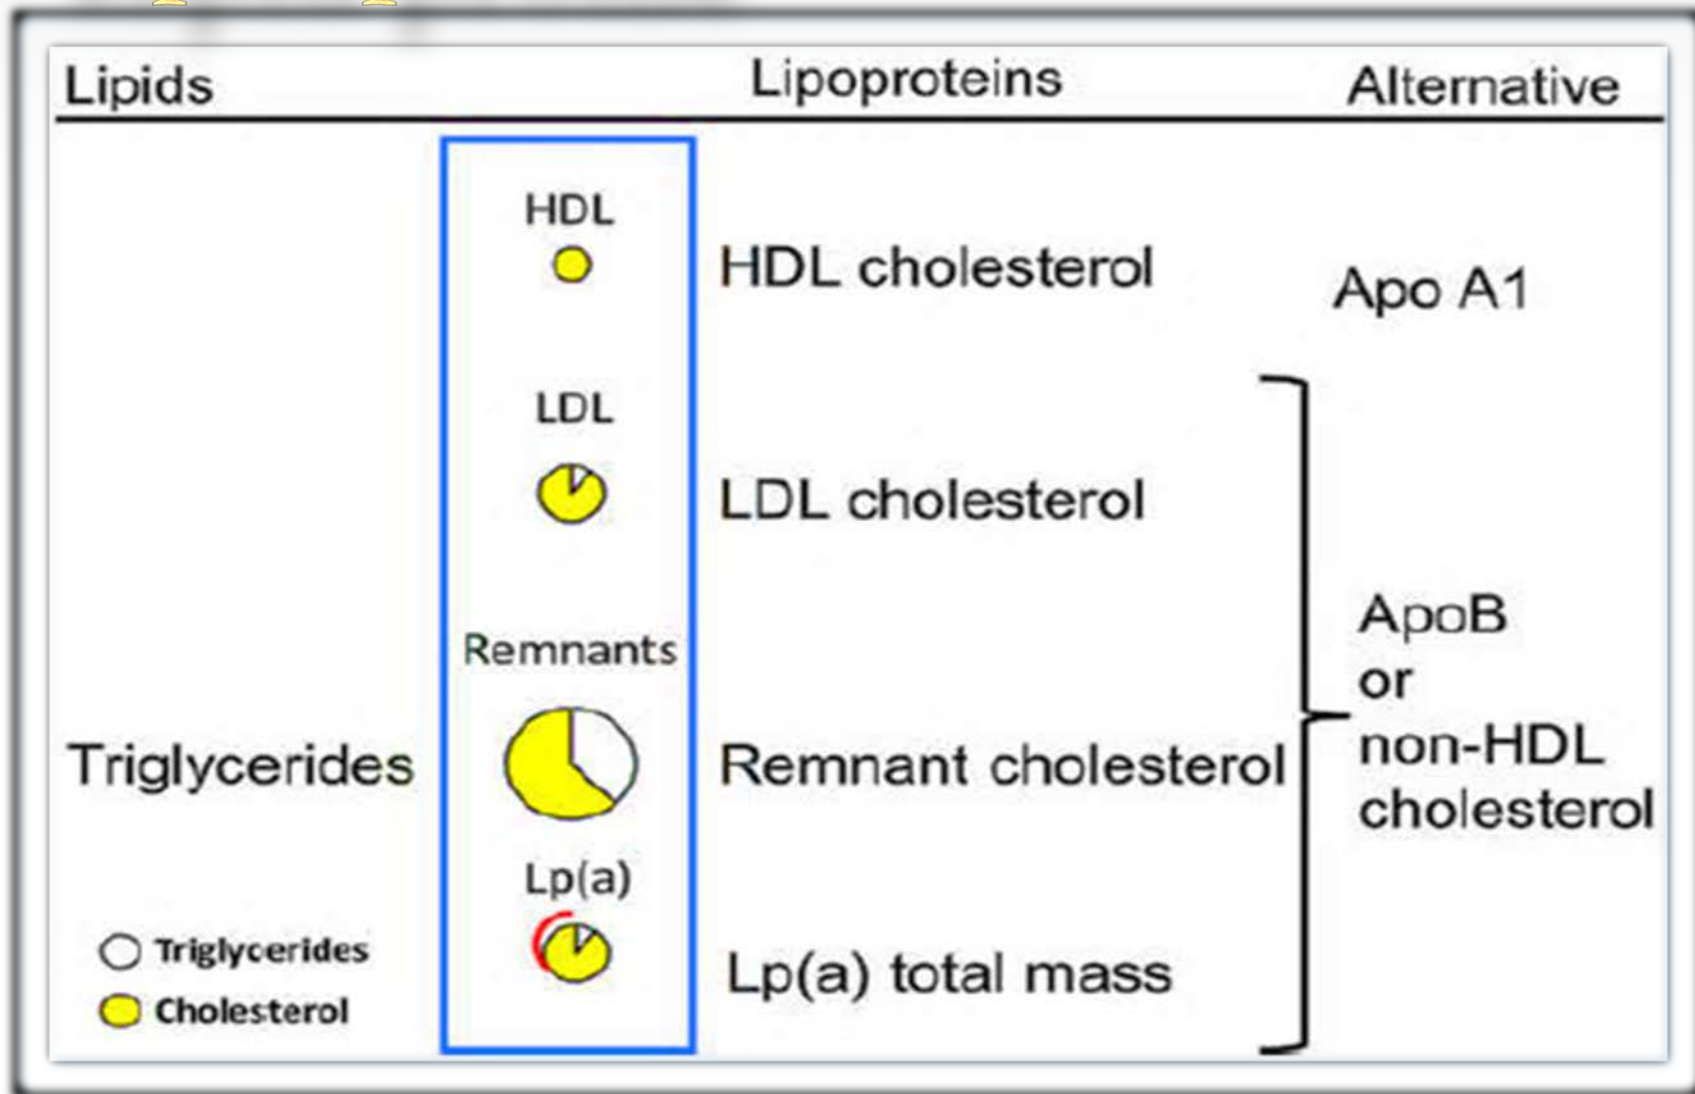 Lipids
Lipoproteins
Alternative
HDL
HDL cholesterol
Apo A1
LDL
LDL cholesterol
Remnants
Triglycerides
Remnant cholesterol
ApoB
or
non-HDL
cholesterol
Lp(a)
Lp(a) total mass
Triglycerides
Cholesterol